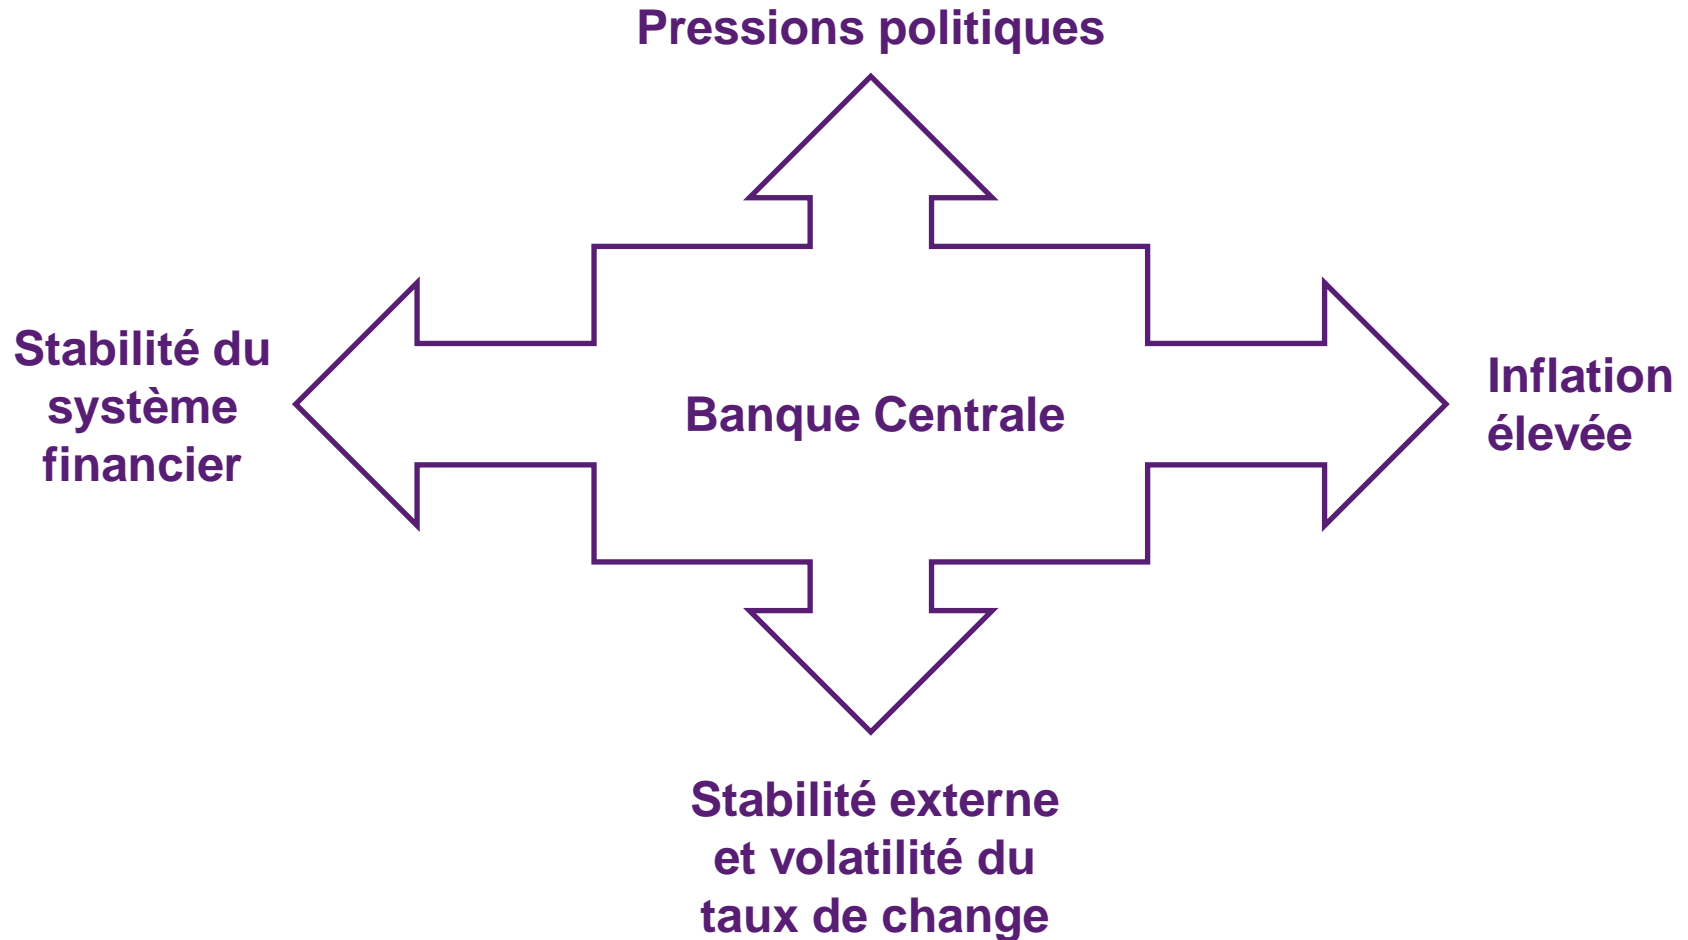 Pressions politiques
Stabilité du
système
financier
Banque Centrale
Inflation
élevée
Stabilité externe
et volatilité du
taux de change